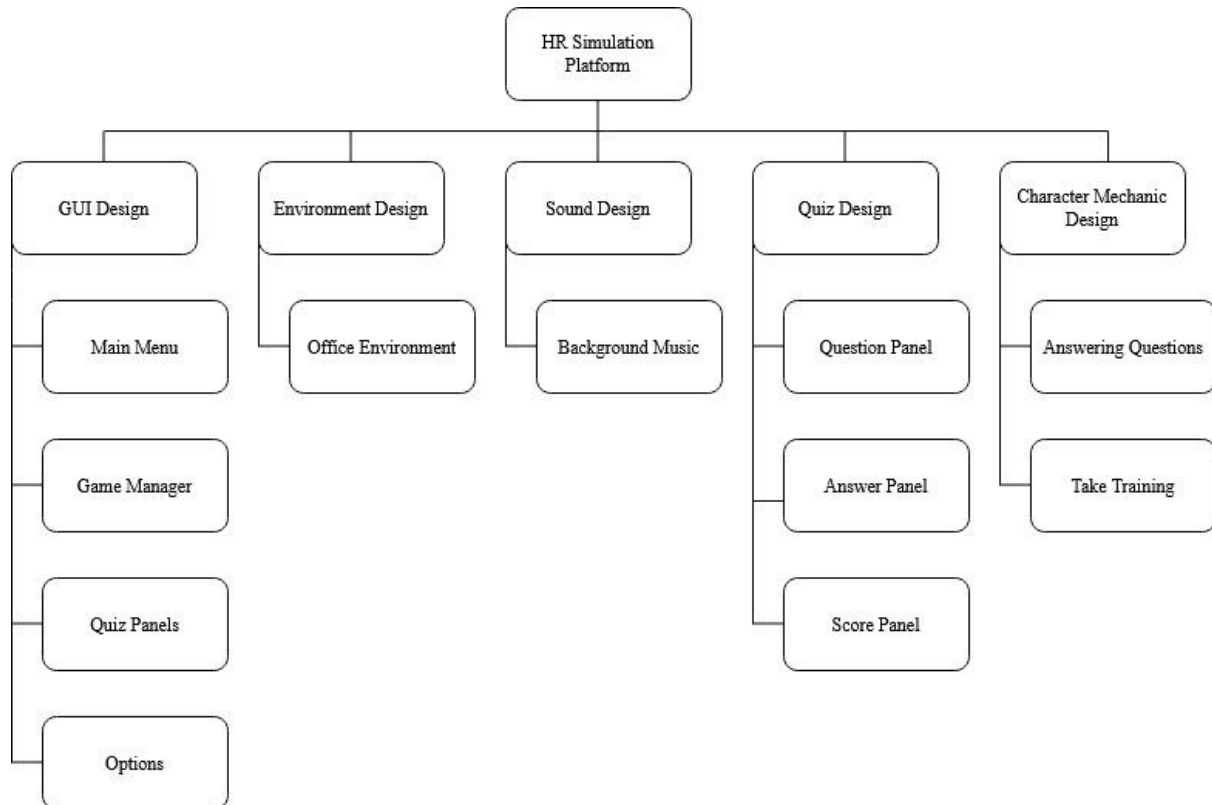 HR Simulation
Platform
GUI Design
Environment Design
Sound Design
Quiz Design
Character Mechanic
Design
Main Menu
Office Environment
Background Music
Question Panel
Answering Questions
Game Manager
Answer Panel
Take Training
Quiz Panels
Score Panel
Options